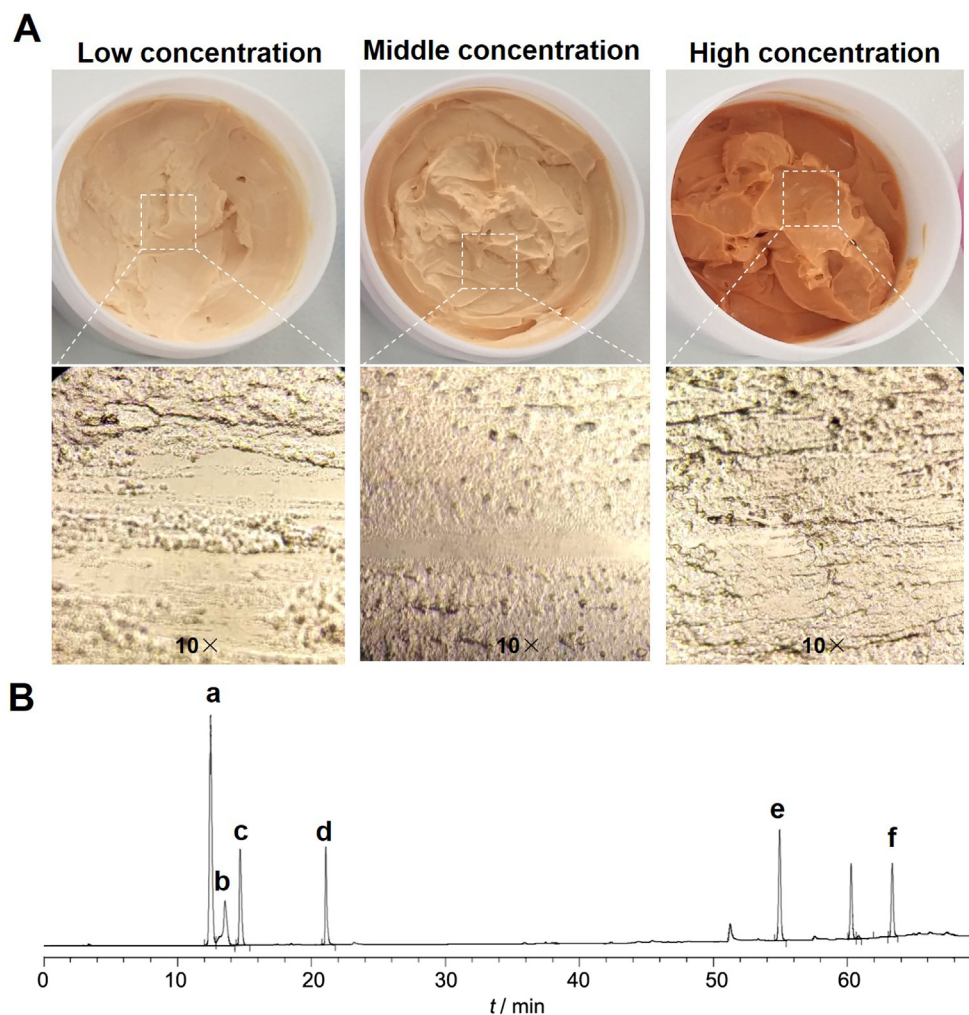 A
Low concentration
Middle concentration
High concentration
10×
10×
10×
B
a
b
c
d
e
f
0
10
20
30
40
50
60
t / min